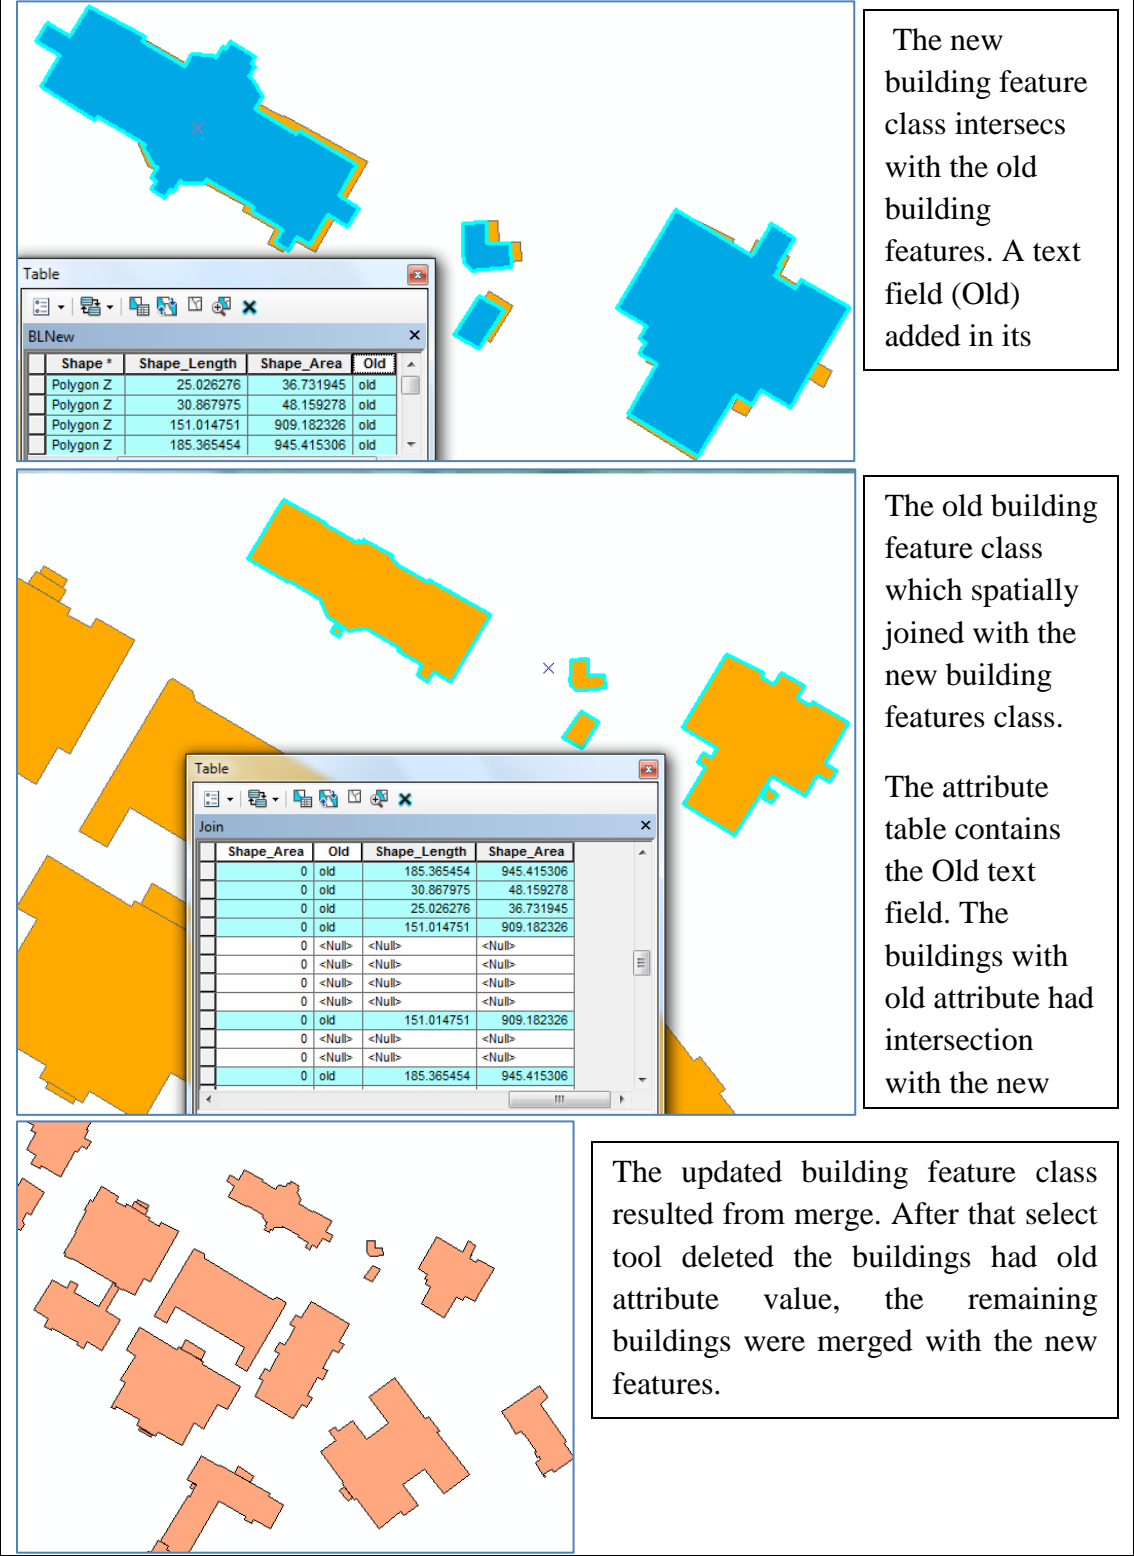 The new
building feature
class intersecs
with the old
building
features. A text
field (Old)
added in its
Table
BLNew
Shape * Shape_Length Shape_Area Old
Polygon Z 25.026276 36.731945 old
Polygon Z 30.867975 48.159278 old
Polygon Z 151.014751 909.182326 old
Polygon Z 185.365454 945.415306 old
The old building
feature class
which spatially
joined with the
new building
features class.
The attribute
table contains
the Old text
field. The
buildings with
old attribute had
intersection
with the new
Table
Join
Shape_Area Old Shape_Length Shape_Area
0 old 185.365454 945.415306
0 old 30.867975 48.159278
0 old 25.026276 36.731945
0 old 151.014751 909.182326
0 <Null> <Null> <Null>
0 <Null> <Null> <Null>
0 <Null> <Null> <Null>
0 <Null> <Null> <Null>
0 old 151.014751 909.182326
0 <Null> <Null> <Null>
0 <Null> <Null> <Null>
0 old 185.365454 945.415306
The updated building feature class
resulted from merge. After that select
tool deleted the buildings had old
attribute value, the remaining
buildings were merged with the new
features.